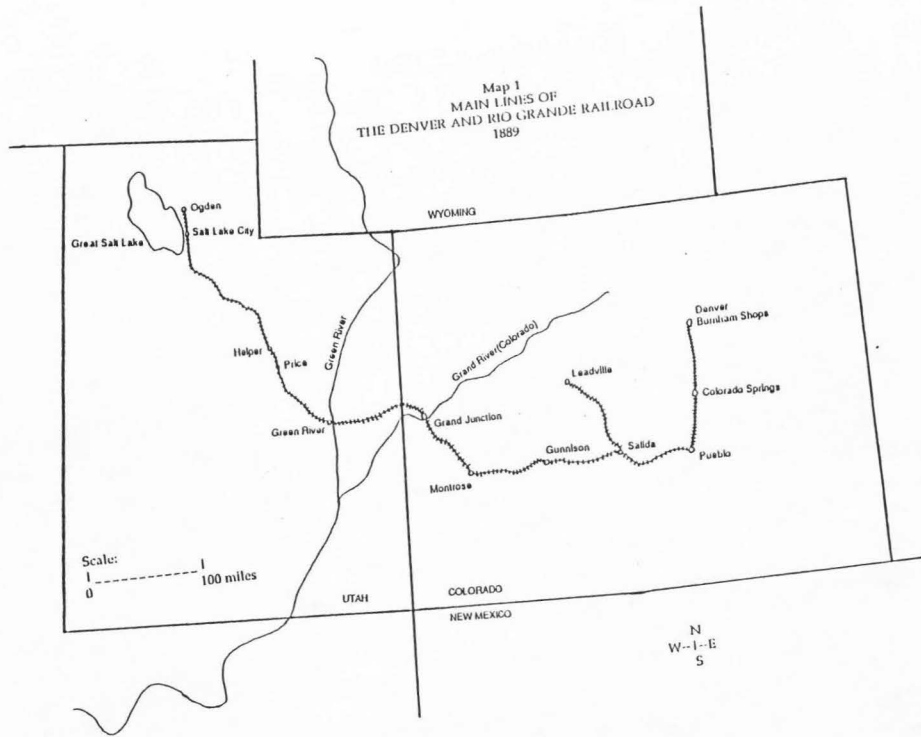 Map 1
MAIN LINES OF
THE DENVER AND RIO GRANDE RAILROAD
1889
WYOMING
Ogden
Salt Lake City
Great Salt Lake
Green River
Grand River(Colorado)
Denver
Burnham Shops
Helper
Price
Leadville
Colorado Springs
Green River
Grand Junction
Gunnison
Salida
Pueblo
Montrose
Scale:
0
100 miles
UTAH
COLORADO
NEW MEXICO
N
W--I--E
S